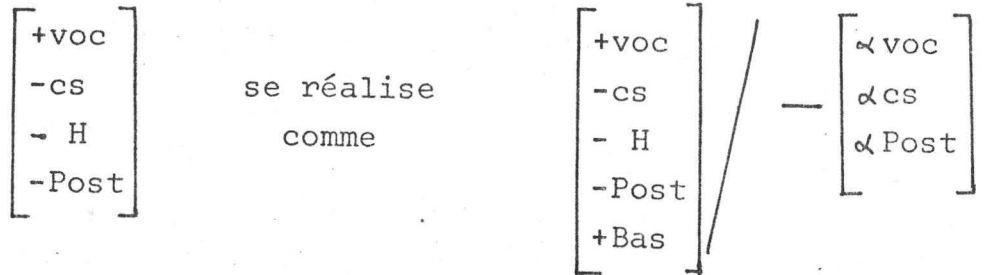 +voc
-cs
- H
-Post
se réalise
comme
+voc
-cs
- H
-Post
+Bas
/ —
α voc
α cs
α Post